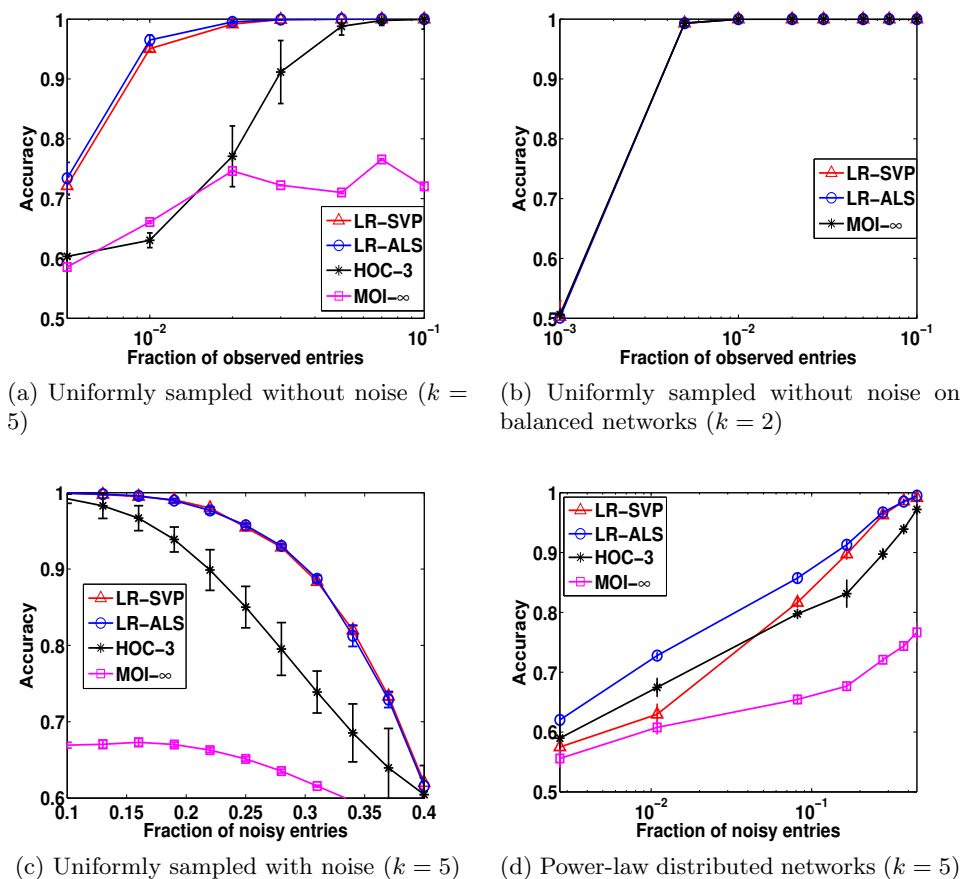 1
0.9
0.8
0.7
0.6
0.5
Accuracy
LR-SVP
LR-ALS
HOC-3
MOI-∞
10⁻²
10⁻¹
Fraction of observed entries
(a) Uniformly sampled without noise (k =
5)
1
0.9
0.8
0.7
0.6
0.5
Accuracy
LR-SVP
LR-ALS
MOI-∞
10⁻³
10⁻²
10⁻¹
Fraction of observed entries
(b) Uniformly sampled without noise on
balanced networks (k = 2)
1
0.9
0.8
0.7
0.6
Accuracy
LR-SVP
LR-ALS
HOC-3
MOI-∞
0.1 0.15 0.2 0.25 0.3 0.35 0.4
Fraction of noisy entries
(c) Uniformly sampled with noise (k = 5)
1
0.9
0.8
0.7
0.6
0.5
Accuracy
LR-SVP
LR-ALS
HOC-3
MOI-∞
10⁻²
10⁻¹
Fraction of noisy entries
(d) Power-law distributed networks (k = 5)